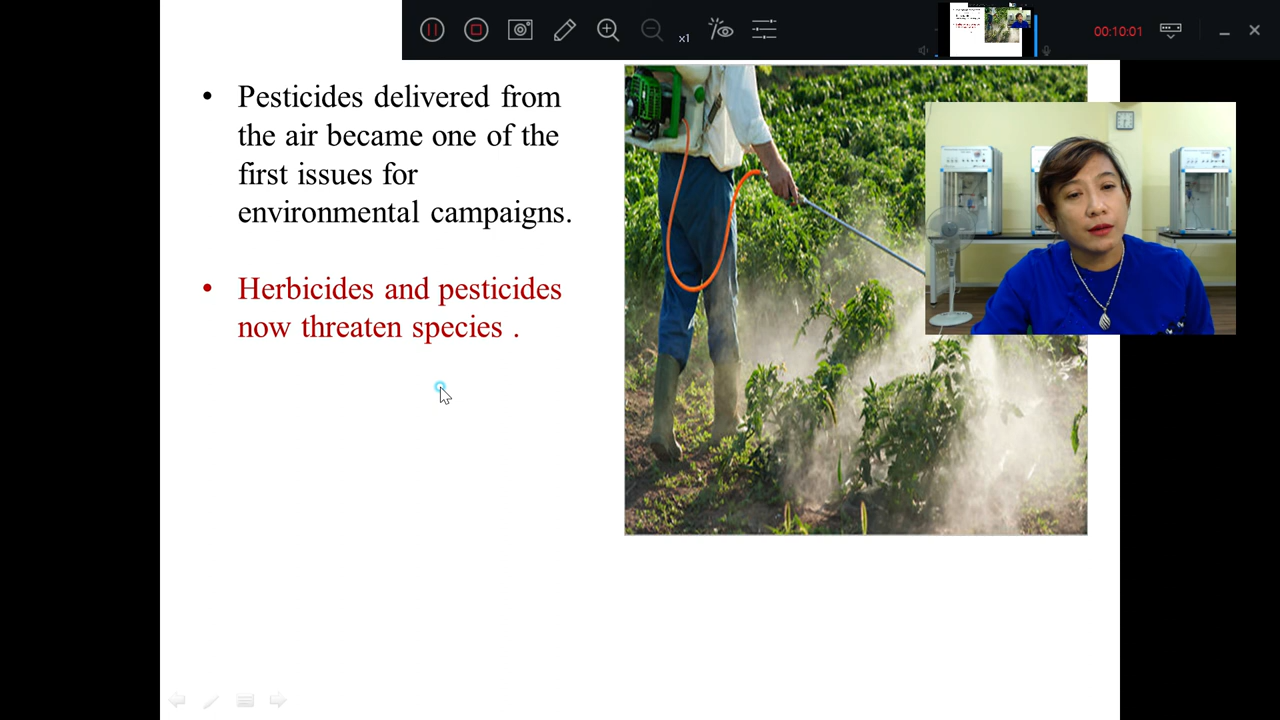 x1
00:10:01
• Pesticides delivered from
the air became one of the
first issues for
environmental campaigns.
• Herbicides and pesticides
now threaten species .